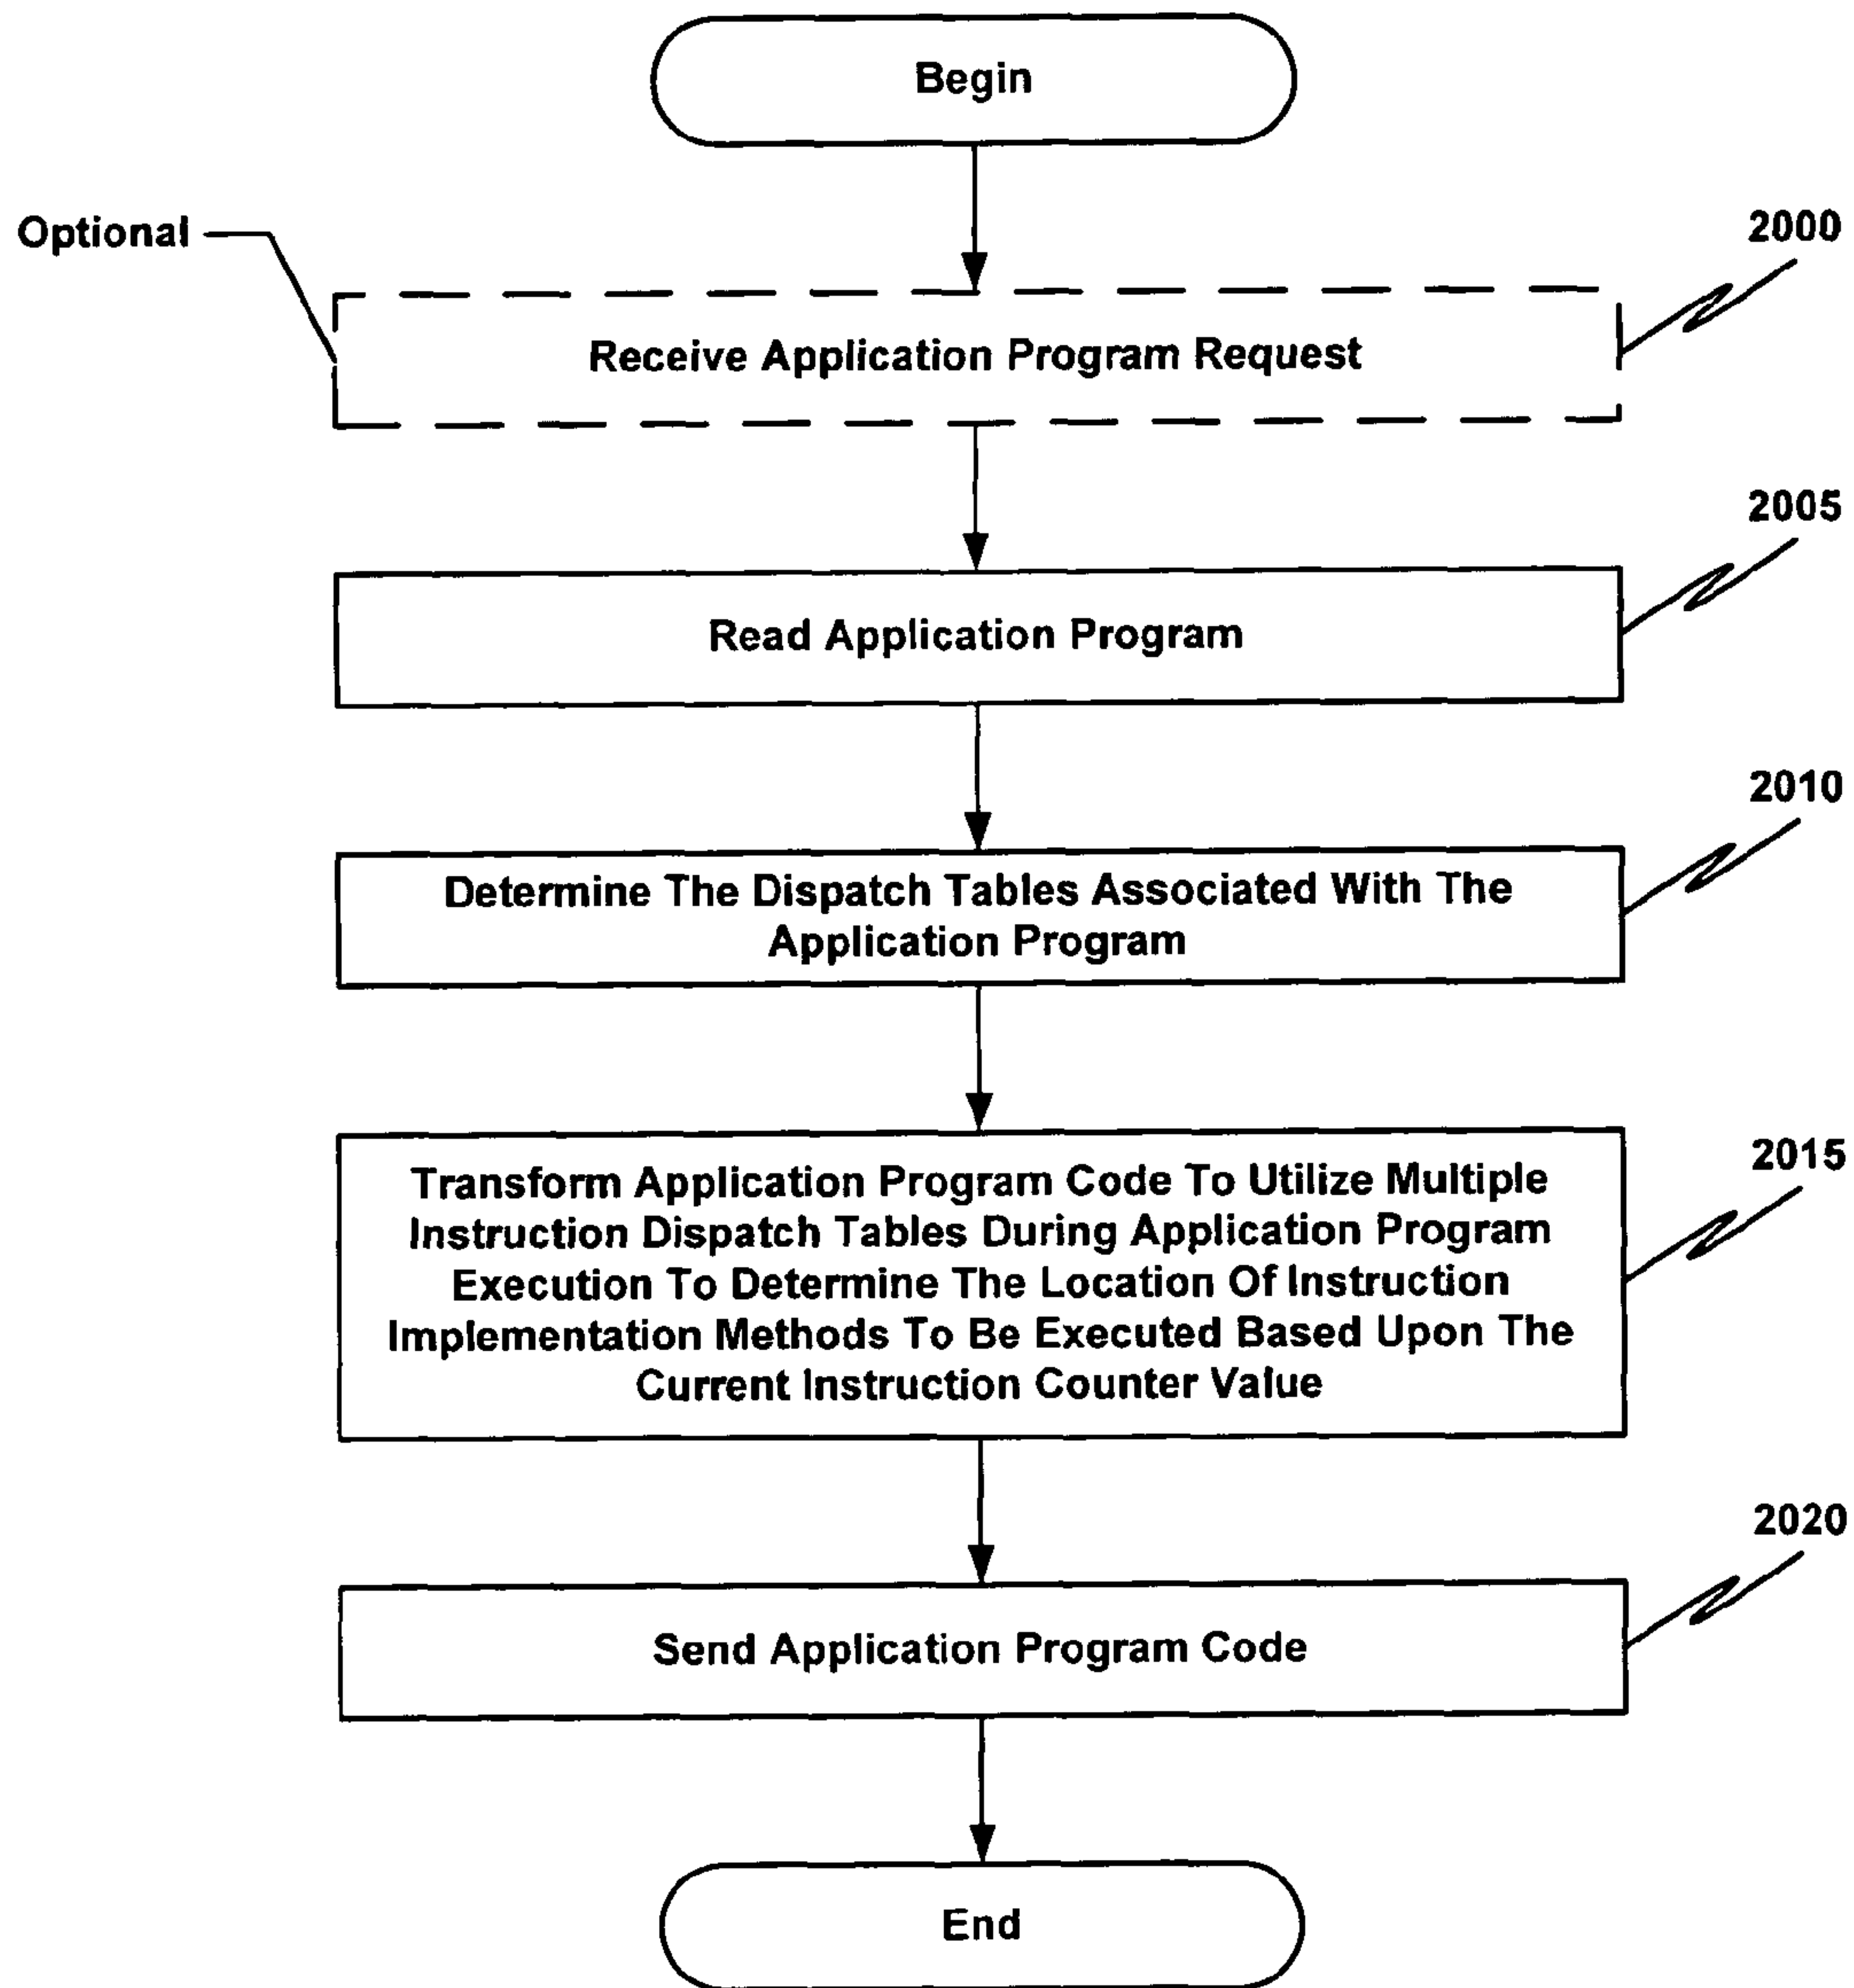 Begin
Optional
2000
Receive Application Program Request
2005
Read Application Program
2010
Determine The Dispatch Tables Associated With The
Application Program
2015
Transform Application Program Code To Utilize Multiple
Instruction Dispatch Tables During Application Program
Execution To Determine The Location Of Instruction
Implementation Methods To Be Executed Based Upon The
Current Instruction Counter Value
2020
Send Application Program Code
End